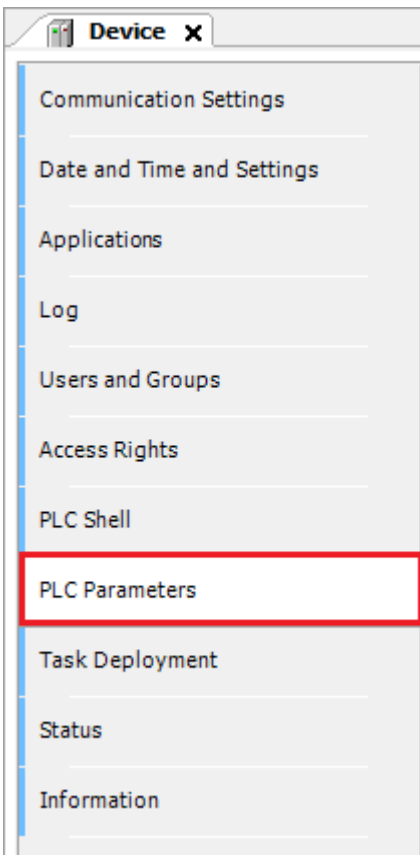 Device
Communication Settings
Date and Time and Settings
Applications
Log
Users and Groups
Access Rights
PLC Shell
PLC Parameters
Task Deployment
Status
Information